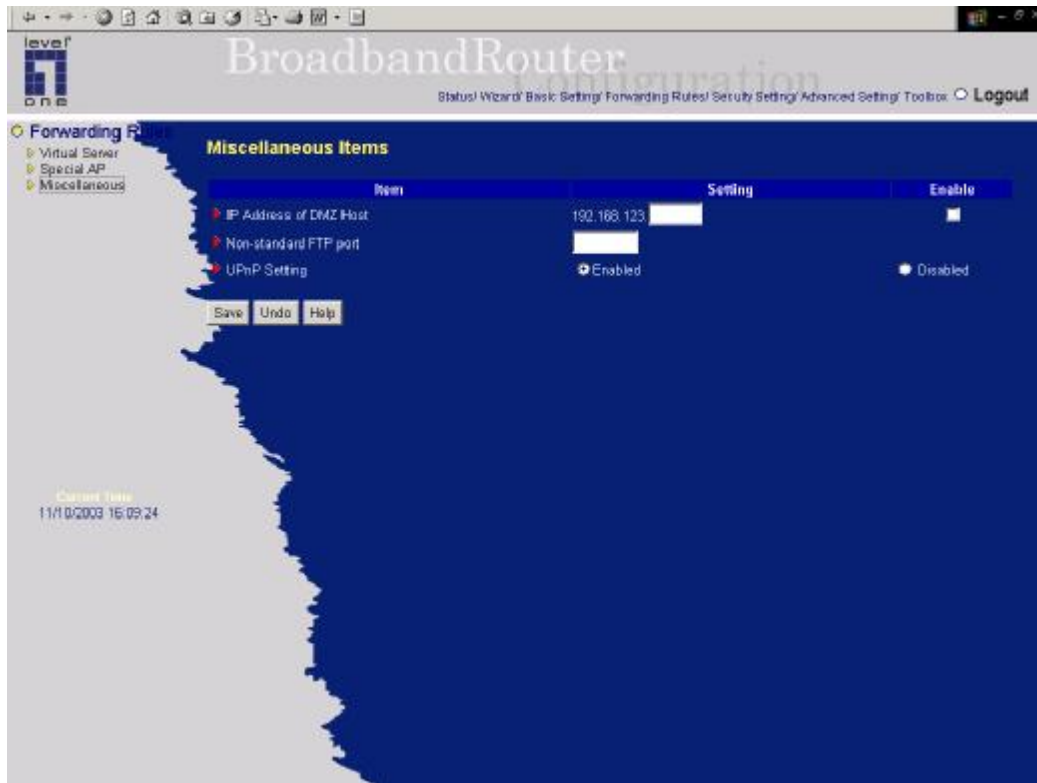 level
one
BroadbandRouter
Configuration
Status/ Wizard/ Basic Setting/ Forwarding Rules/ Security Setting/ Advanced Setting/ Toolbox Logout
Forwarding Rules
Virtual Server
Special AP
Miscellaneous
Miscellaneous Items
Item Setting Enable
IP Address of DMZ Host 192.168.123.
Non-standard FTP port
UPnP Setting Enabled Disabled
Save Undo Help
Current Time
11/10/2003 16:09:24